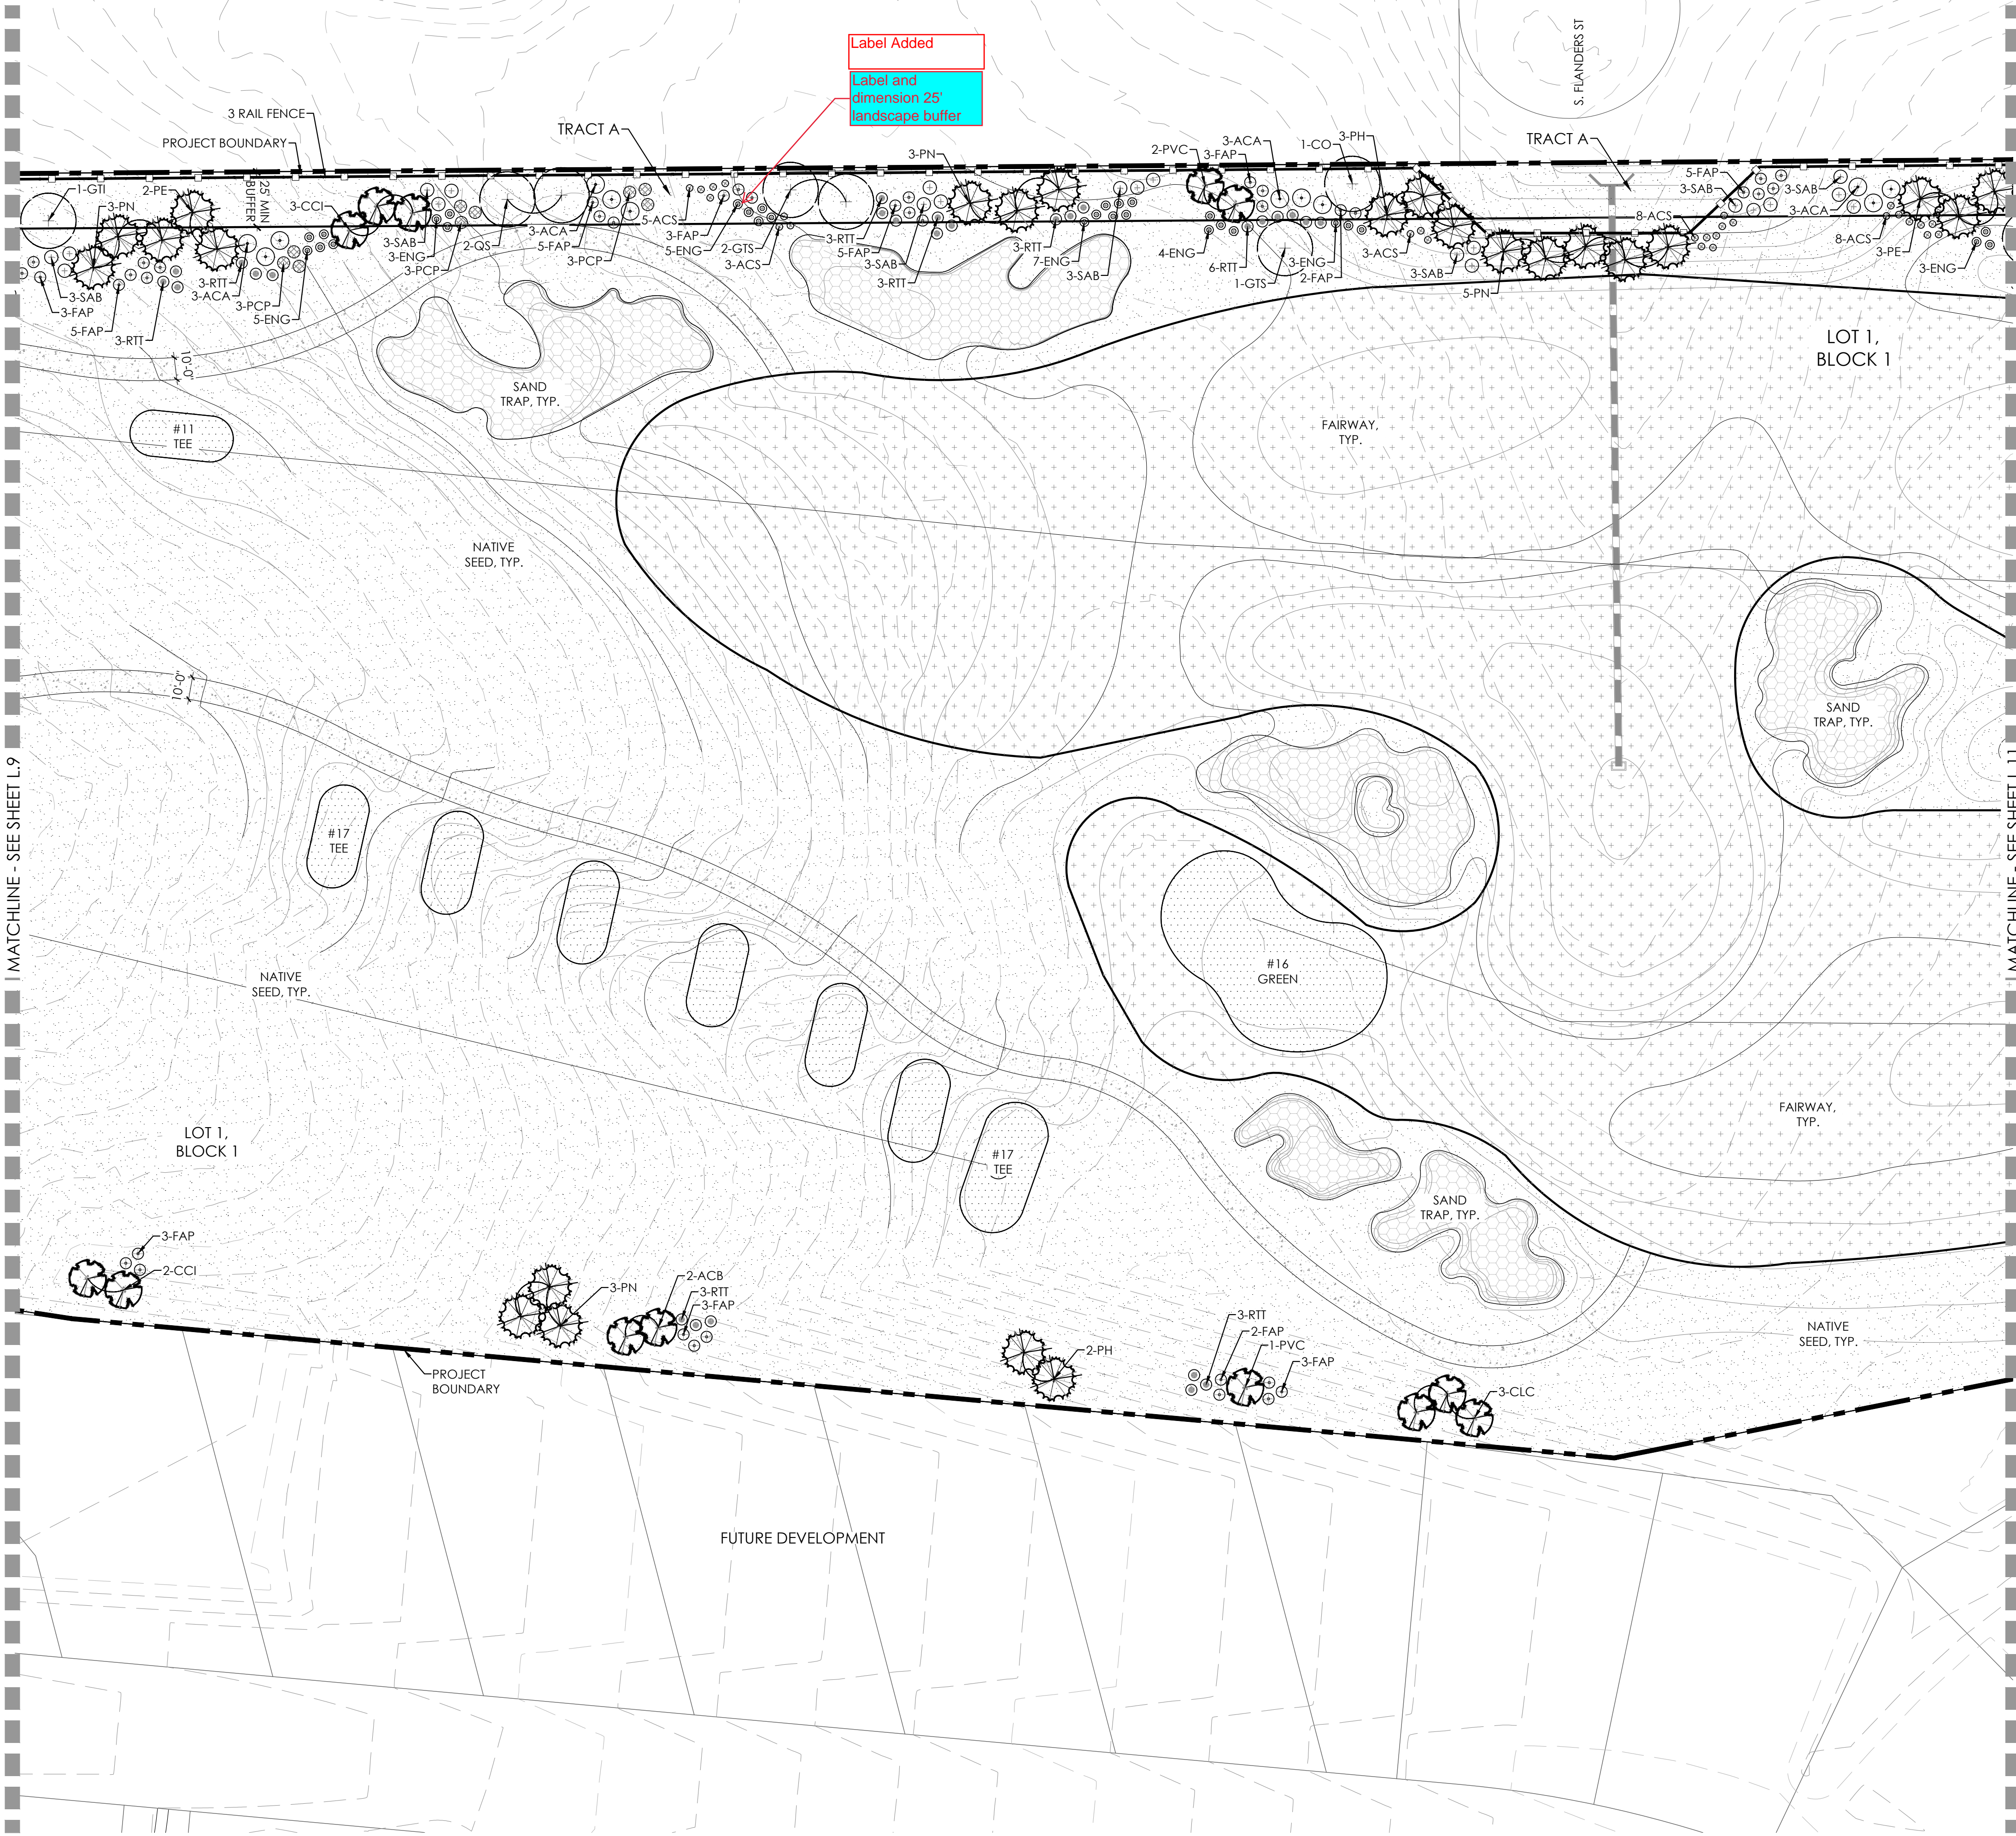 Label Added
Label and
dimension 25'
landscape buffer
S. FLANDERS ST
3 RAIL FENCE
PROJECT BOUNDARY
TRACT A
3-PN
2-PVC
3-ACA
3-FAP
1-CO
3-PH
TRACT A
5-FAP
3-SAB
3-SAB
1-GTI
2-PE
3-PN
25' MIN
BUFFER
3-CCI
3-SAB
3-ENG
3-PCP
2-QS
3-ACA
5-FAP
3-PCP
5-ACS
3-FAP
5-ENG
2-GTS
3-ACS
3-RTT
5-FAP
3-SAB
3-RTT
3-RTT
7-ENG
3-SAB
4-ENG
6-RTT
1-GTS
3-ENG
2-FAP
3-ACS
3-SAB
5-PN
8-ACS
3-ACA
8-ACS
3-PE
3-ENG
3-SAB
3-FAP
5-FAP
3-RTT
3-RTT
3-ACA
3-PCP
5-ENG
10'-0"
LOT 1,
BLOCK 1
SAND
TRAP, TYP.
#11
TEE
FAIRWAY,
TYP.
NATIVE
SEED, TYP.
10'-0"
SAND
TRAP, TYP.
MATCHLINE - SEE SHEET L.9
MATCHLINE - SEE SHEET L.11
#17
TEE
NATIVE
SEED, TYP.
#16
GREEN
FAIRWAY,
TYP.
LOT 1,
BLOCK 1
#17
TEE
SAND
TRAP, TYP.
3-FAP
2-CCI
3-PN
2-ACB
3-RTT
3-FAP
2-PH
3-RTT
2-FAP
1-PVC
3-FAP
3-CLC
NATIVE
SEED, TYP.
PROJECT
BOUNDARY
FUTURE DEVELOPMENT